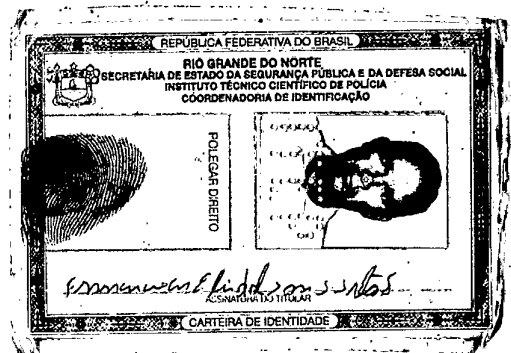 REPÚBLICA FEDERATIVA DO BRASIL
RIO GRANDE DO NORTE
SECRETARIA DE ESTADO DA SEGURANÇA PÚBLICA E DA DEFESA SOCIAL
INSTITUTO TÉCNICO CIENTÍFICO DE POLÍCIA
COORDENADORIA DE IDENTIFICAÇÃO
POLEGAR DIREITO
ASSINATURA DO TITULAR
CARTEIRA DE IDENTIDADE